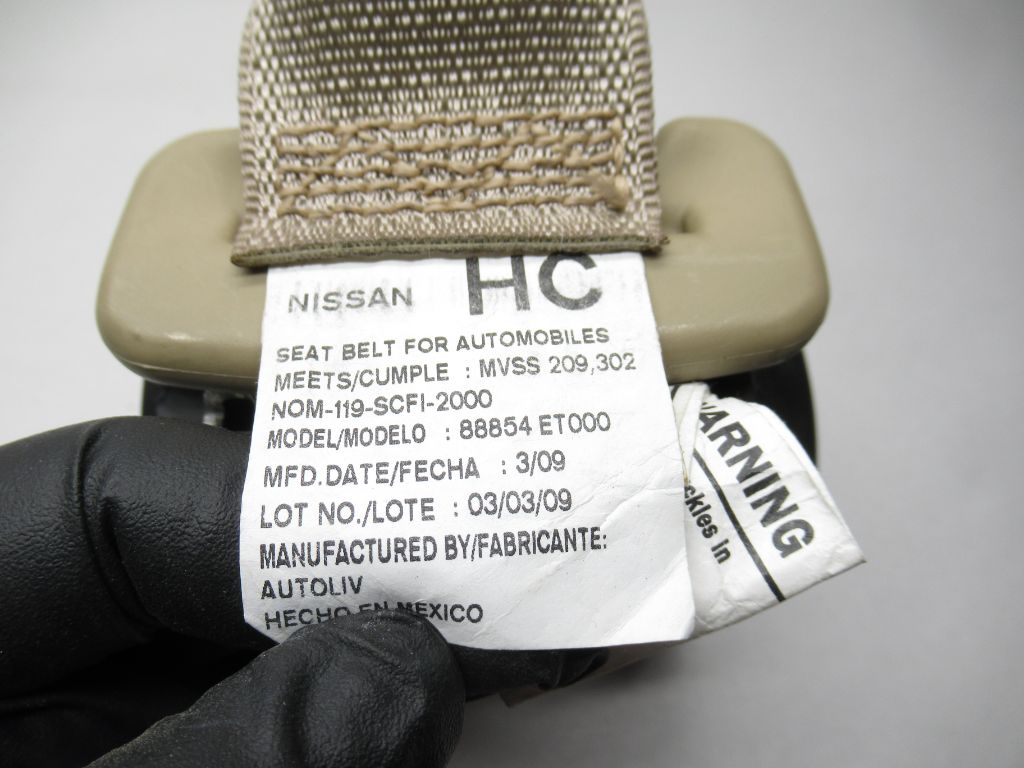 NISSAN HC
SEAT BELT FOR AUTOMOBILES
MEETS/CUMPLE : MVSS 209,302
NOM-119-SCFI-2000
MODEL/MODELO : 88854 ET000
MFD.DATE/FECHA : 3/09
LOT NO./LOTE : 03/03/09
MANUFACTURED BY/FABRICANTE:
AUTOLIV
HECHO EN MEXICO
WARNING
ckles in